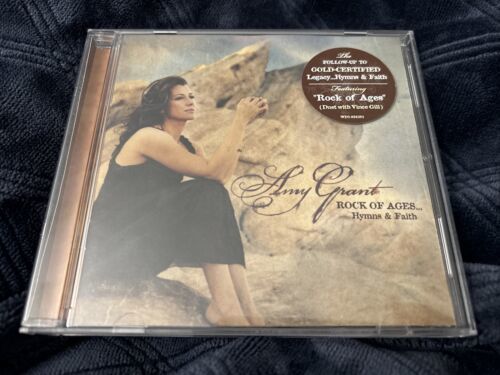 The
FOLLOW-UP TO
GOLD-CERTIFIED
Legacy...Hymns & Faith
Featuring
"Rock of Ages"
(Duet with Vince Gill)
Amy Grant
ROCK OF AGES...
Hymns & Faith